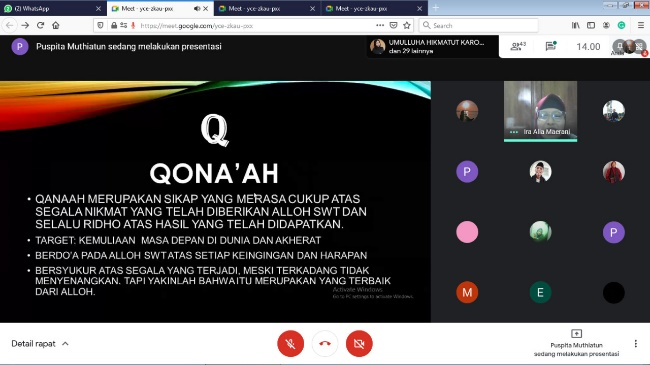 (2) WhatsApp
Meet - yce-zkau-pxx
Meet - yce-zkau-pxx
Meet - yce-zkau-pxx
https://meet.google.com/yce-zkau-pxx
Search
P
Puspita Muthiatun sedang melakukan presentasi
UMULLUHA HIKMATUT KARO...
dan 29 lainnya
14.00
Q
QONA'AH
• QANAAH MERUPAKAN SIKAP YANG MERASA CUKUP ATAS
SEGALA NIKMAT YANG TELAH DIBERIKAN ALLOH SWT DAN
SELALU RIDHO ATAS HASIL YANG TELAH DIDAPATKAN.
• TARGET: KEMULIAAN MASA DEPAN DI DUNIA DAN AKHERAT
• BERDO'A PADA ALLOH SWT ATAS SETIAP KEINGINGAN DAN HARAPAN
• BERSYUKUR ATAS SEGALA YANG TERJADI, MESKI TERKADANG TIDAK
MENYENANGKAN. TAPI YAKINLAH BAHWA ITU MERUPAKAN YANG TERBAIK
DARI ALLOH.
Activate Windows
Go to PC settings to activate Windows.
Ira Alia Maerani
P
P
M
E
Detail rapat
Puspita Muthiatun
sedang melakukan presentasi